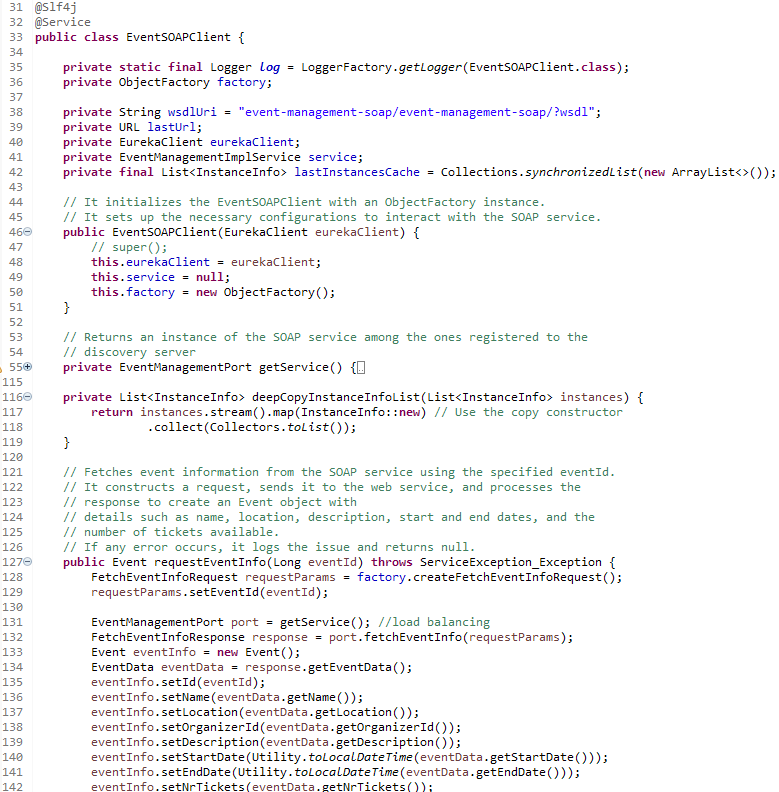 31 @Slf4j
32 @Service
33 public class EventSOAPClient {
34
35 private static final Logger log = LoggerFactory.getLogger(EventSOAPClient.class);
36 private ObjectFactory factory;
37
38 private String wsdlUri = "event-management-soap/event-management-soap/?wsdl";
39 private URL lastUrl;
40 private EurekaClient eurekaClient;
41 private EventManagementImplService service;
42 private final List<InstanceInfo> lastInstancesCache = Collections.synchronizedList(new ArrayList<>());
43
44 // It initializes the EventSOAPClient with an ObjectFactory instance.
45 // It sets up the necessary configurations to interact with the SOAP service.
46 public EventSOAPClient(EurekaClient eurekaClient) {
47 // super();
48 this.eurekaClient = eurekaClient;
49 this.service = null;
50 this.factory = new ObjectFactory();
51 }
52
53 // Returns an instance of the SOAP service among the ones registered to the
54 // discovery server
55 private EventManagementPort getService() {
115
116 private List<InstanceInfo> deepCopyInstanceInfoList(List<InstanceInfo> instances) {
117 return instances.stream().map(InstanceInfo::new) // Use the copy constructor
118 .collect(Collectors.toList());
119 }
120
121 // Fetches event information from the SOAP service using the specified eventId.
122 // It constructs a request, sends it to the web service, and processes the
123 // response to create an Event object with
124 // details such as name, location, description, start and end dates, and the
125 // number of tickets available.
126 // If any error occurs, it logs the issue and returns null.
127 public Event requestEventInfo(Long eventId) throws ServiceException_Exception {
128 FetchEventInfoRequest requestParams = factory.createFetchEventInfoRequest();
129 requestParams.setEventId(eventId);
130
131 EventManagementPort port = getService(); //load balancing
132 FetchEventInfoResponse response = port.fetchEventInfo(requestParams);
133 Event eventInfo = new Event();
134 EventData eventData = response.getEventData();
135 eventInfo.setId(eventId);
136 eventInfo.setName(eventData.getName());
137 eventInfo.setLocation(eventData.getLocation());
138 eventInfo.setOrganizerId(eventData.getOrganizerId());
139 eventInfo.setDescription(eventData.getDescription());
140 eventInfo.setStartDate(Utility.toLocalDateTime(eventData.getStartDate()));
141 eventInfo.setEndDate(Utility.toLocalDateTime(eventData.getEndDate()));
142 eventInfo.setNrTickets(eventData.getNrTickets());